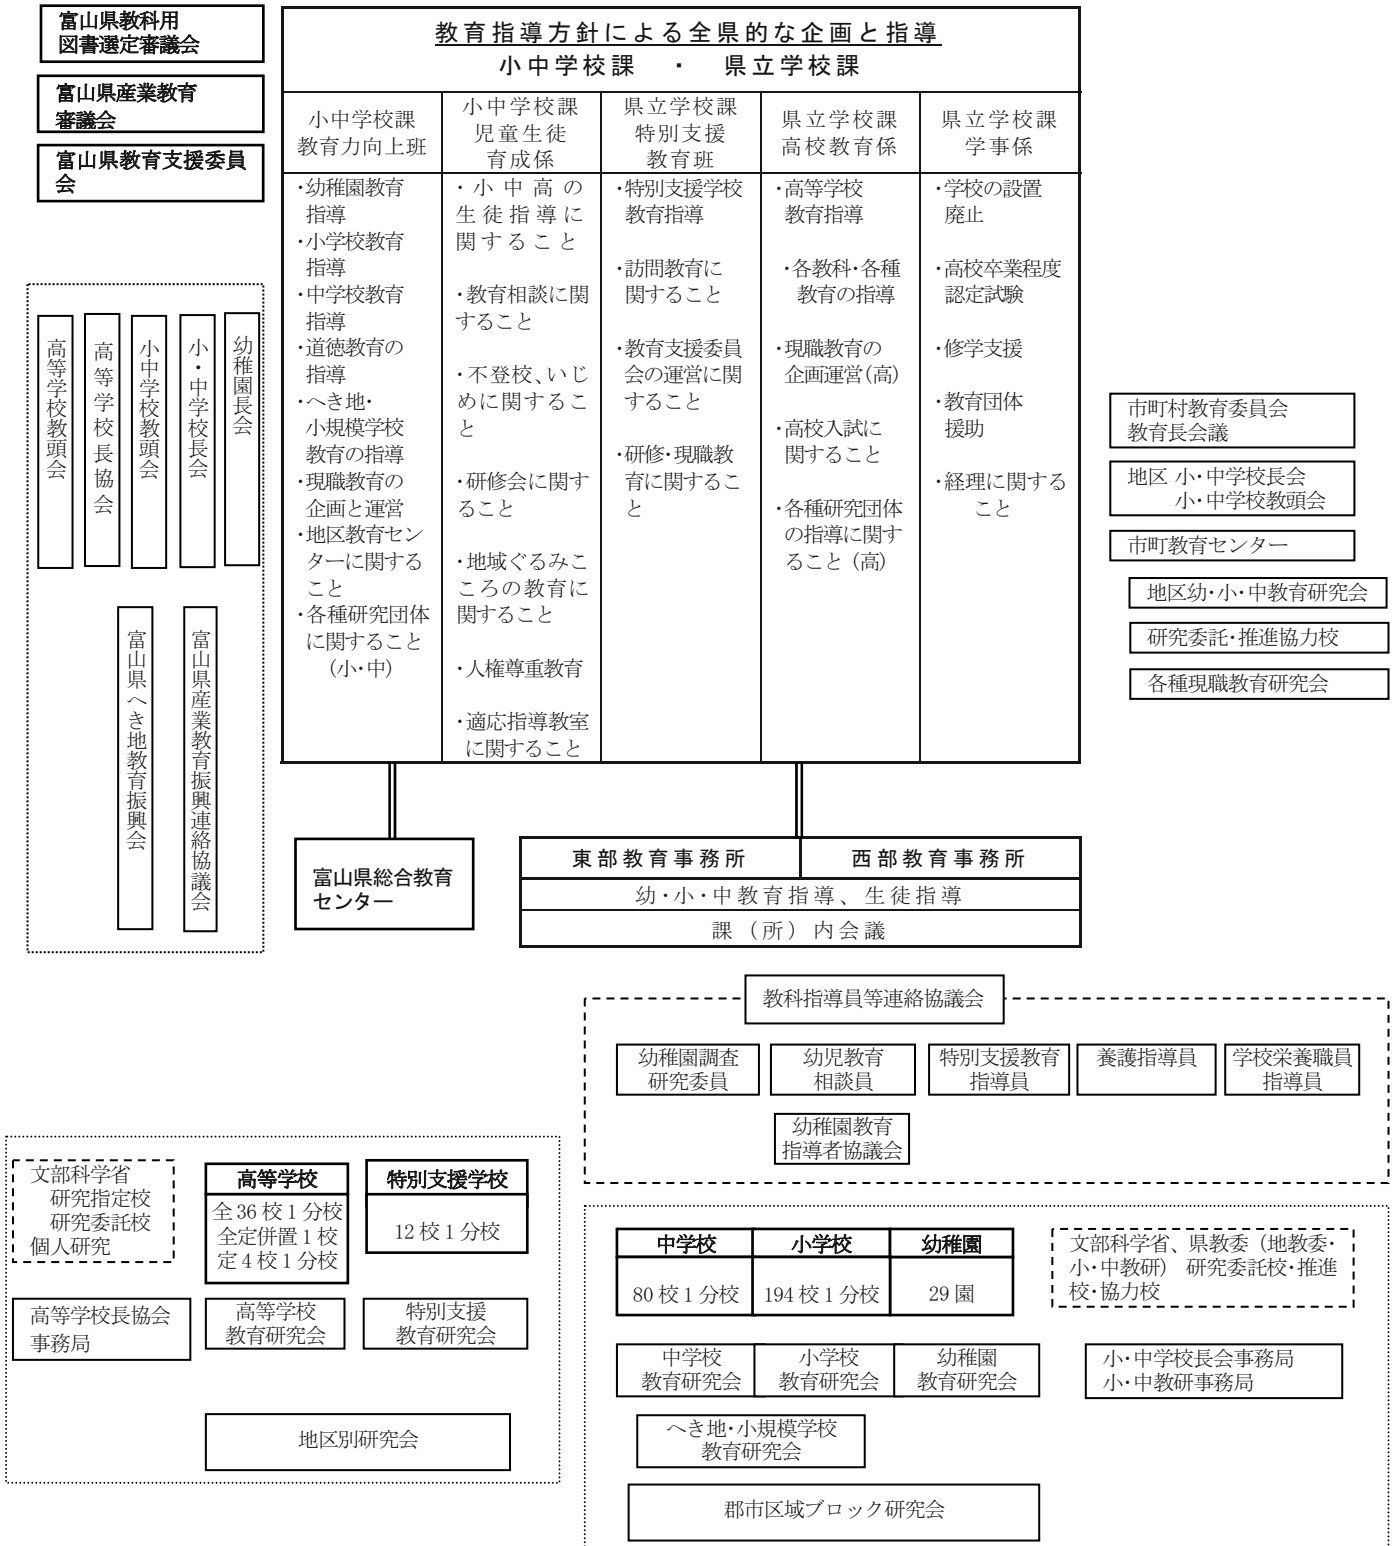 富山県教科用
図書選定審議会
富山県産業教育
審議会
富山県教育支援委員
会
教育指導方針による全県的な企画と指導
小中学校課　・　県立学校課
小中学校課
教育力向上班
小中学校課
児童生徒
育成係
県立学校課
特別支援
教育班
県立学校課
高校教育係
県立学校課
学事係
・幼稚園教育
指導
・小学校教育
指導
・中学校教育
指導
・道徳教育の
指導
・へき地・
小規模学校
教育の指導
・現職教育の
企画と運営
・地区教育セン
ターに関する
こと
・各種研究団体
に関すること
（小・中）
・小中高の
生徒指導に
関すること
・教育相談に関
すること
・不登校、いじ
めに関するこ
と
・研修会に関す
ること
・地域ぐるみこ
ころの教育に
関すること
・人権尊重教育
・適応指導教室
に関すること
・特別支援学校
教育指導
・訪問教育に
関すること
・教育支援委員
会の運営に関
すること
・研修・現職教
育に関するこ
と
・高等学校
教育指導
・各教科・各種
教育の指導
・現職教育の
企画運営（高）
・高校入試に
関すること
・各種研究団体
の指導に関す
ること（高）
・学校の設置
廃止
・高校卒業程度
認定試験
・修学支援
・教育団体
援助
・経理に関する
こと
高等学校教頭会
高等学校長協会
小中学校教頭会
小・中学校長会
幼稚園長会
富山県へき地教育振興会
富山県産業教育振興連絡協議会
市町村教育委員会
教育長会議
地区 小・中学校長会
小・中学校教頭会
市町教育センター
地区幼・小・中教育研究会
研究委託・推進協力校
各種現職教育研究会
富山県総合教育
センター
東部教育事務所
西部教育事務所
幼・小・中教育指導、生徒指導
課（所）内会議
教科指導員等連絡協議会
幼稚園調査
研究委員
幼児教育
相談員
特別支援教育
指導員
養護指導員
学校栄養職員
指導員
幼稚園教育
指導者協議会
文部科学省
研究指定校
研究委託校
個人研究
高等学校
全36校1分校
全定併置1校
定4校1分校
特別支援学校
12校1分校
高等学校長協会
事務局
高等学校
教育研究会
特別支援
教育研究会
地区別研究会
中学校
小学校
幼稚園
80校1分校
194校1分校
29園
文部科学省、県教委（地教委・
小・中教研） 研究委託校・推進
校・協力校
中学校
教育研究会
小学校
教育研究会
幼稚園
教育研究会
小・中学校長会事務局
小・中教研事務局
へき地・小規模学校
教育研究会
郡市区域ブロック研究会